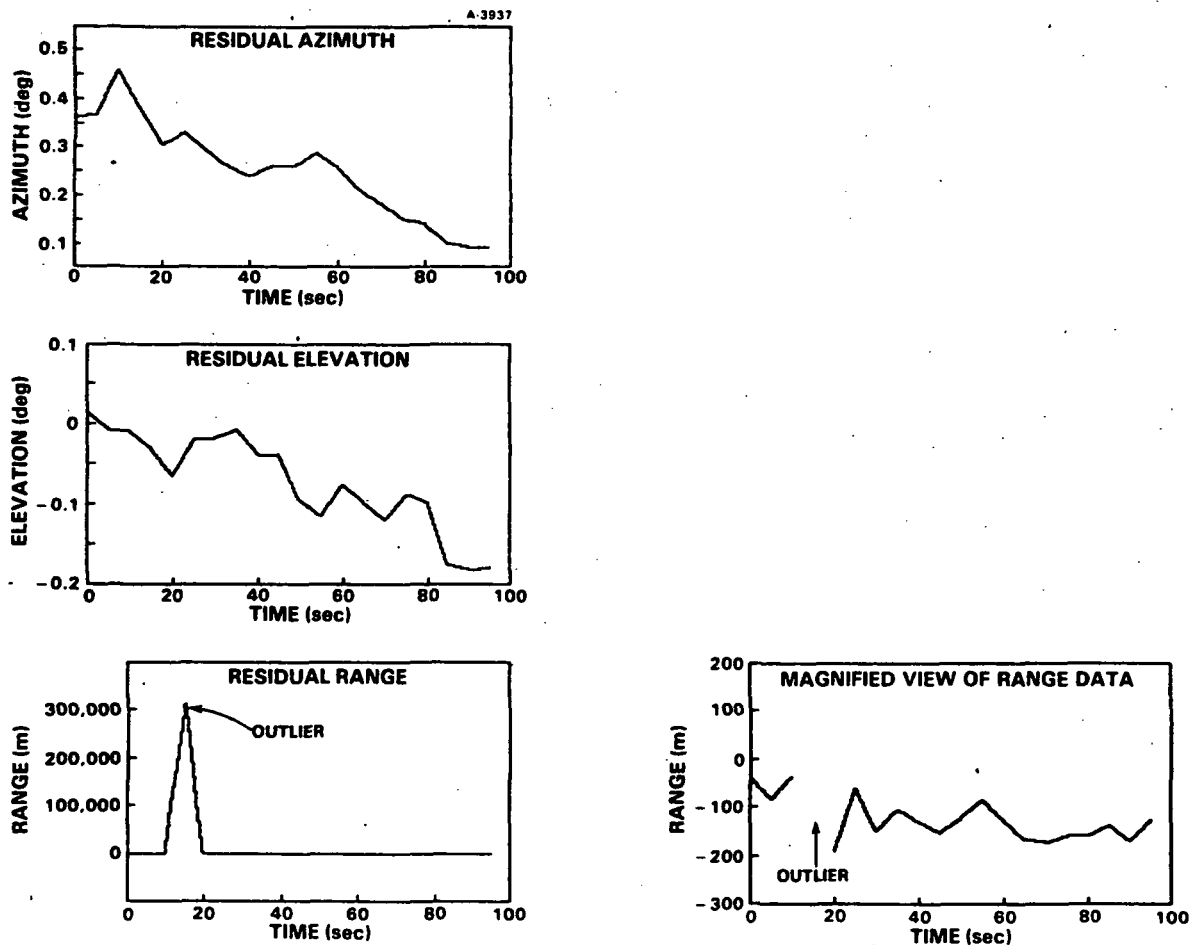 A-3937
RESIDUAL AZIMUTH
AZIMUTH (deg)
0.5
0.4
0.3
0.2
0.1
0 20 40 60 80 100
TIME (sec)
RESIDUAL ELEVATION
ELEVATION (deg)
0.1
0
-0.1
-0.2
0 20 40 60 80 100
TIME (sec)
RESIDUAL RANGE
RANGE (m)
300,000
200,000
100,000
0
OUTLIER
0 20 40 60 80 100
TIME (sec)
MAGNIFIED VIEW OF RANGE DATA
RANGE (m)
200
100
0
-100
-200
-300
OUTLIER
0 20 40 60 80 100
TIME (sec)